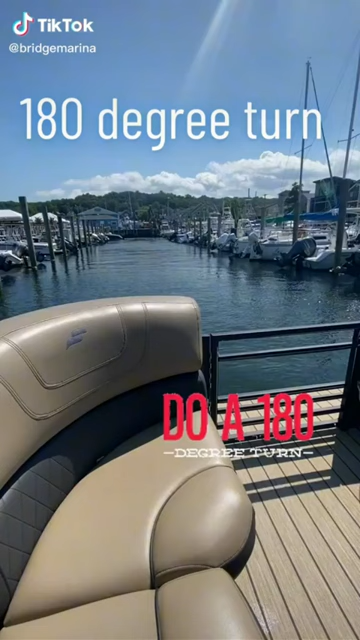 TikTok
@bridgemarina
180 degree turn
DO A 180
-DEGREE TURN-